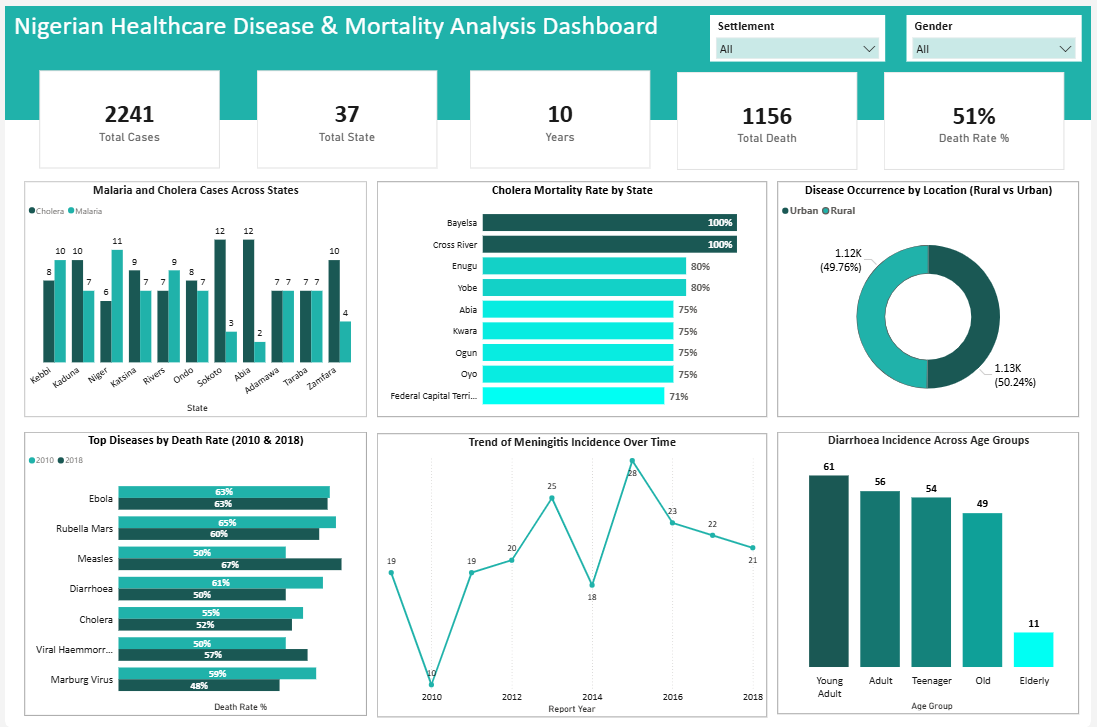 Nigerian Healthcare Disease & Mortality Analysis Dashboard
Settlement
All
Gender
All
2241
Total Cases
37
Total State
10
Years
1156
Total Death
51%
Death Rate %
Malaria and Cholera Cases Across States
Cholera Malaria
8 10 10 7 6 11 9 7 7 9 8 7 12 3 12 2 7 7 7 7 10 4
Kebbi Kaduna Niger Katsina Rivers Ondo Sokoto Abia Adamawa Taraba Zamfara
State
Cholera Mortality Rate by State
Bayelsa 100%
Cross River 100%
Enugu 80%
Yobe 80%
Abia 75%
Kwara 75%
Ogun 75%
Oyo 75%
Federal Capital Terri... 71%
Disease Occurrence by Location (Rural vs Urban)
Urban Rural
1.12K
(49.76%)
1.13K
(50.24%)
Top Diseases by Death Rate (2010 & 2018)
2010 2018
Ebola 63%
63%
Rubella Mars 65%
60%
Measles 50%
67%
Diarrhoea 61%
50%
Cholera 55%
52%
Viral Haemmorr... 50%
57%
Marburg Virus 59%
48%
Death Rate %
Trend of Meningitis Incidence Over Time
19 10 19 20 25 18 28 23 22 21
2010 2012 2014 2016 2018
Report Year
Diarrhoea Incidence Across Age Groups
61 56 54 49 11
Young Adult Adult Teenager Old Elderly
Age Group